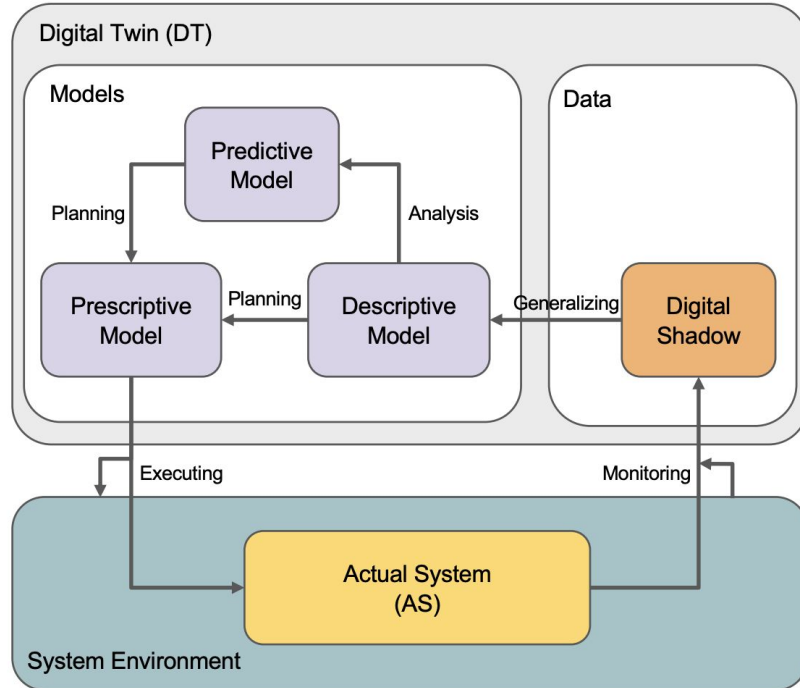 Digital Twin (DT)
Models
Data
Predictive
Model
Planning
Analysis
Prescriptive
Model
Planning
Descriptive
Model
Generalizing
Digital
Shadow
Executing
Monitoring
Actual System
(AS)
System Environment